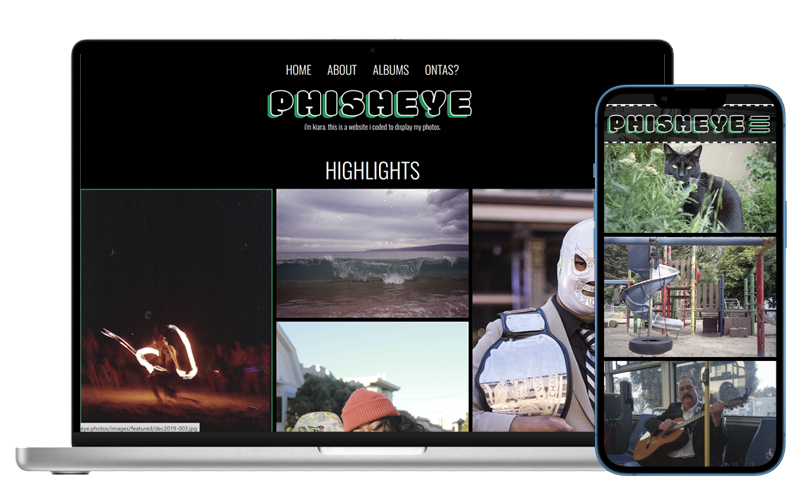 HOME ABOUT ALBUMS ONTAS?
PHISHEYE
i'm kiara. this is a website i coded to display my photos.
HIGHLIGHTS
eye.photos/images/featured/dec2019-003.jpg
PHISHEYE